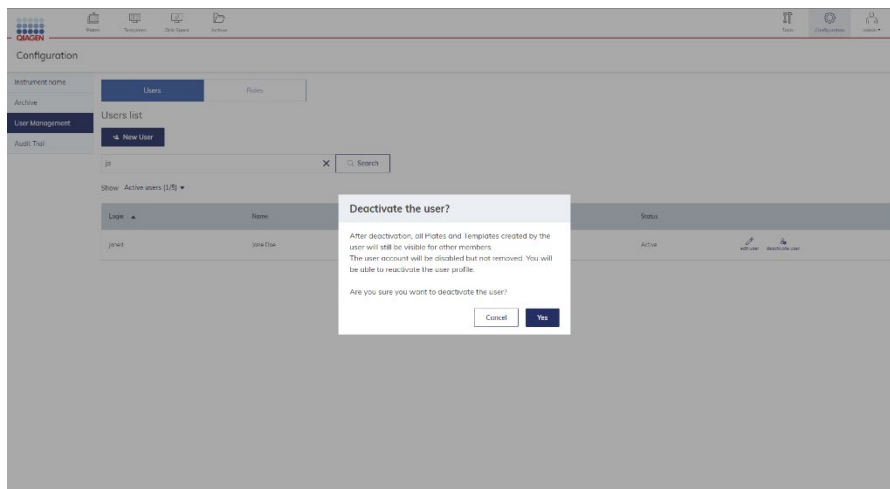 QIAGEN
Plates Templates Disk Space Archive Tools Configuration
Configuration
Instrument name
Archive
User Management
Audit Trail
Users Roles
Users list
New User
Search
Show Active users (1/5)
Login Name Status
Jane Doe Active edit user deactivate user
Deactivate the user?
After deactivation, all Plates and Templates created by the
user will still be visible for other members.
The user account will be disabled but not removed. You will
be able to reactivate the user profile.
Are you sure you want to deactivate the user?
Cancel Yes